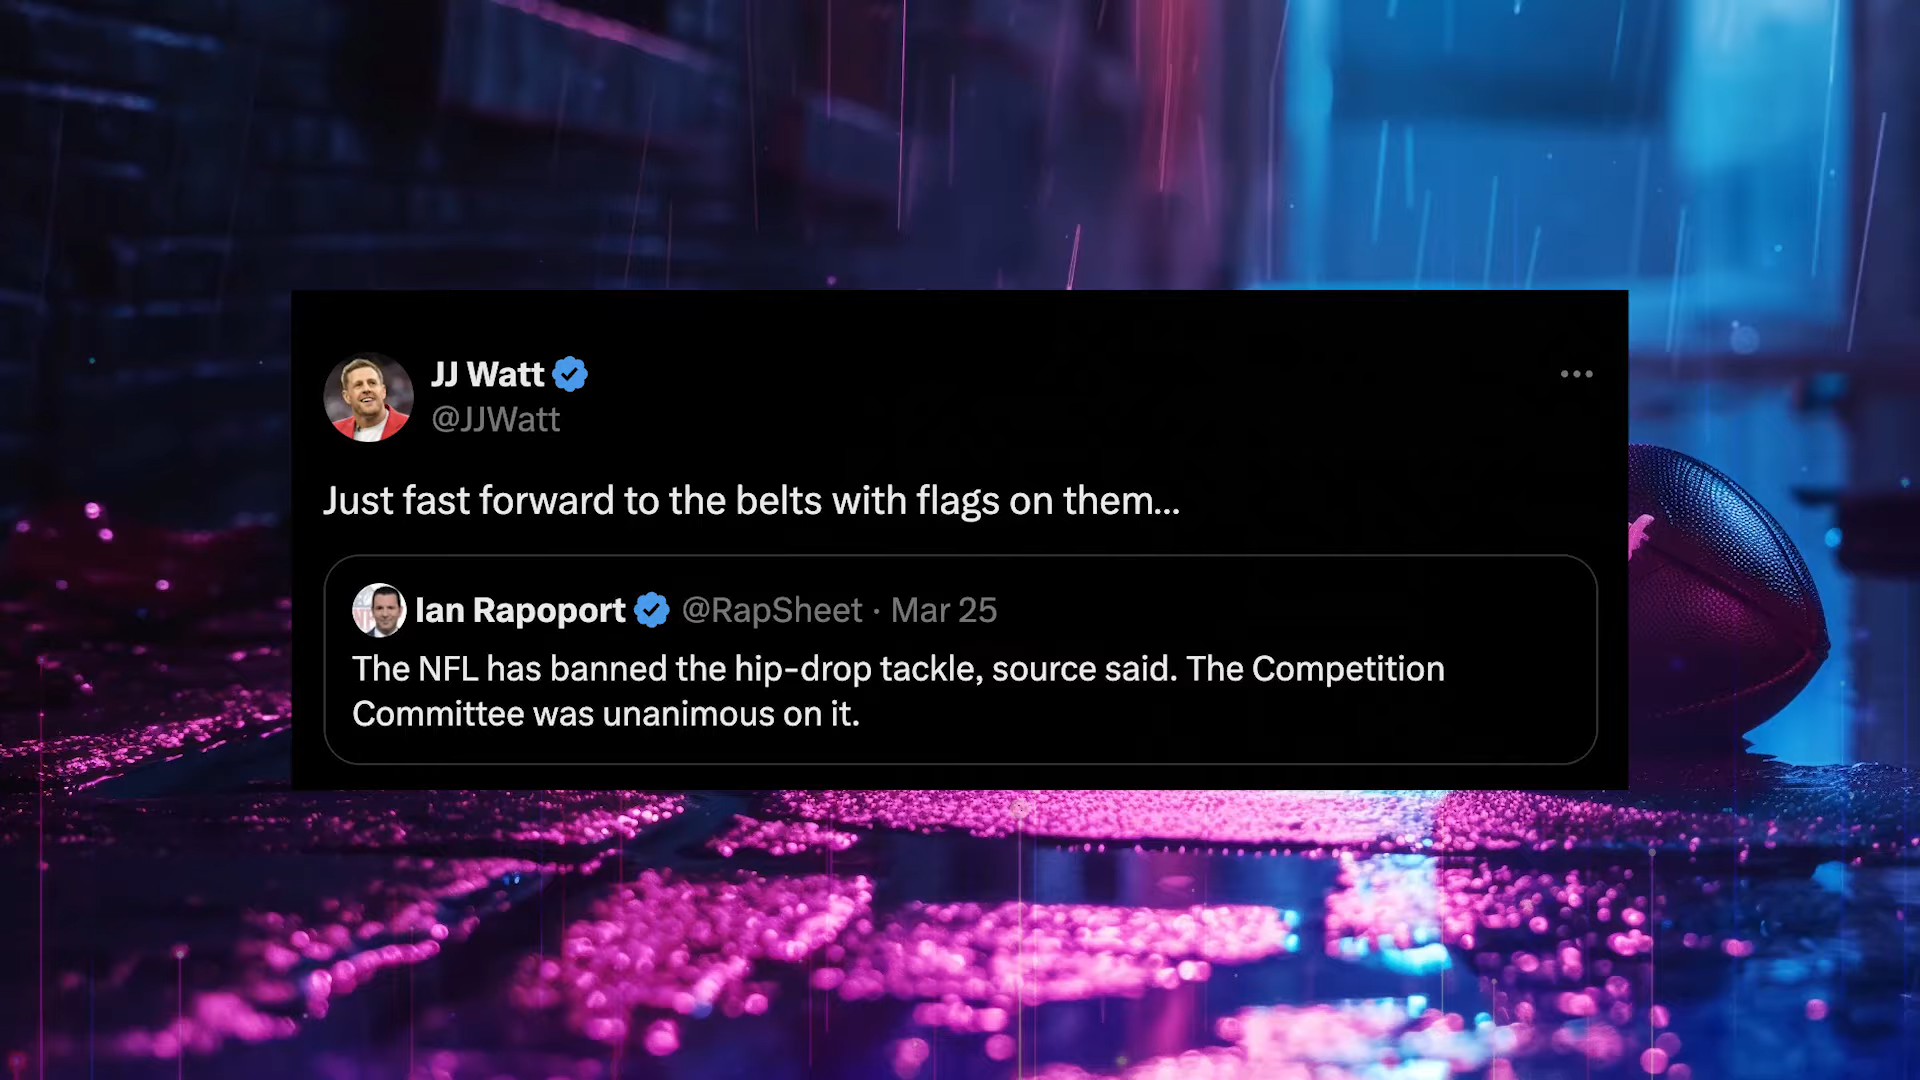 JJ Watt
@JJWatt
Just fast forward to the belts with flags on them...
Ian Rapoport @RapSheet · Mar 25
The NFL has banned the hip-drop tackle, source said. The Competition
Committee was unanimous on it.